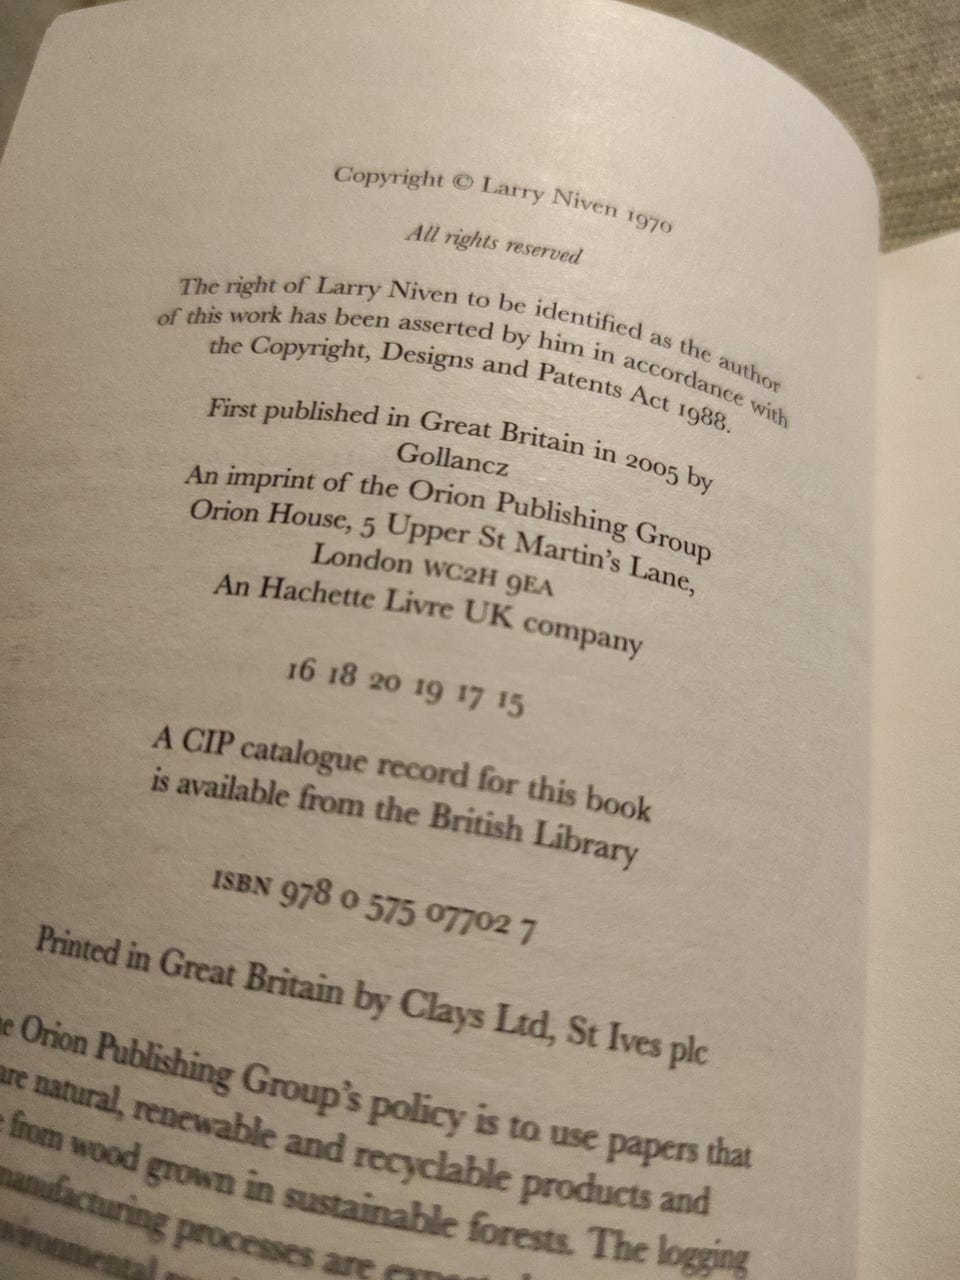 Copyright © Larry Niven 1970
All rights reserved
The right of Larry Niven to be identified as the author
of this work has been asserted by him in accordance with
the Copyright, Designs and Patents Act 1988.
First published in Great Britain in 2005 by
Gollancz
An imprint of the Orion Publishing Group
Orion House, 5 Upper St Martin's Lane,
London WC2H 9EA
An Hachette Livre UK company
16 18 20 19 17 15
A CIP catalogue record for this book
is available from the British Library
ISBN 978 0 575 07702 7
Printed in Great Britain by Clays Ltd, St Ives plc
Orion Publishing Group's policy is to use papers that
are natural, renewable and recyclable products and
from wood grown in sustainable forests. The logging
manufacturing processes are